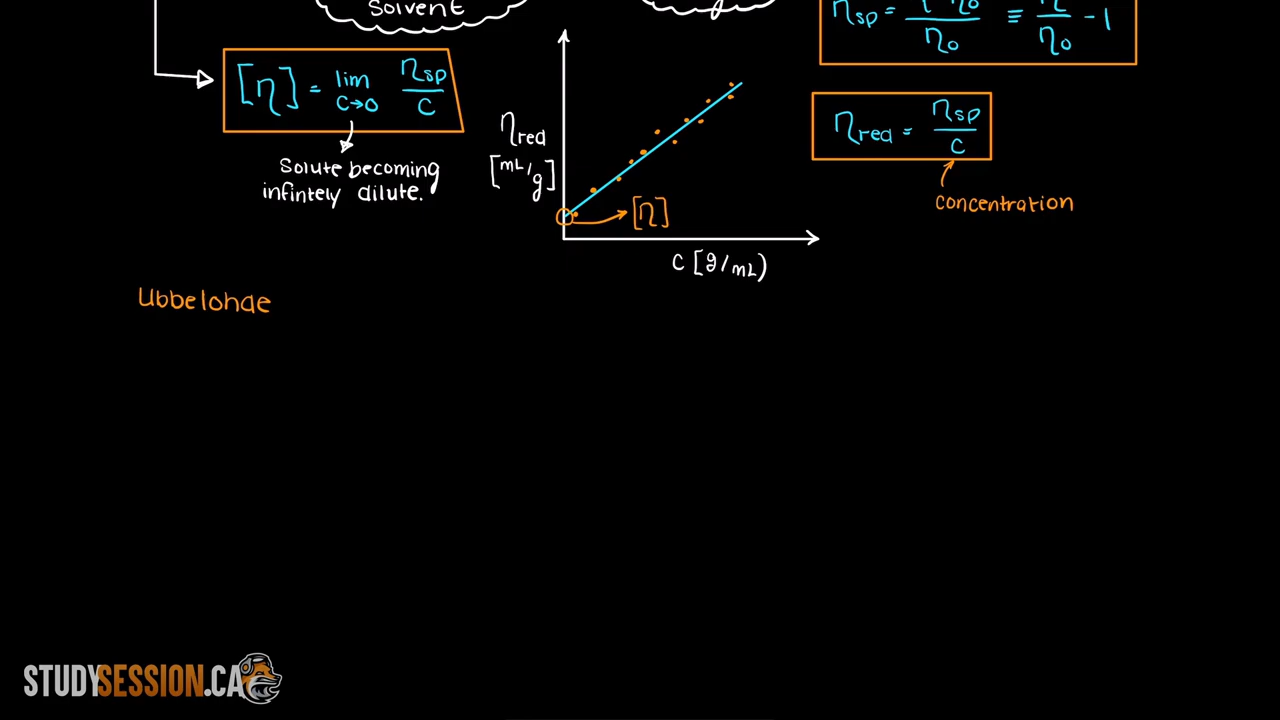 Solvent
ηsp = η-η0/η0 ≡ η/η0 - 1
[η] = lim C→0 ηsp/C
Solute becoming
infintely dilute.
ηred
[mL/g]
[η]
C [g/mL)
ηred = ηsp/C
concentration
Ubbelohde
STUDYSESSION.CA